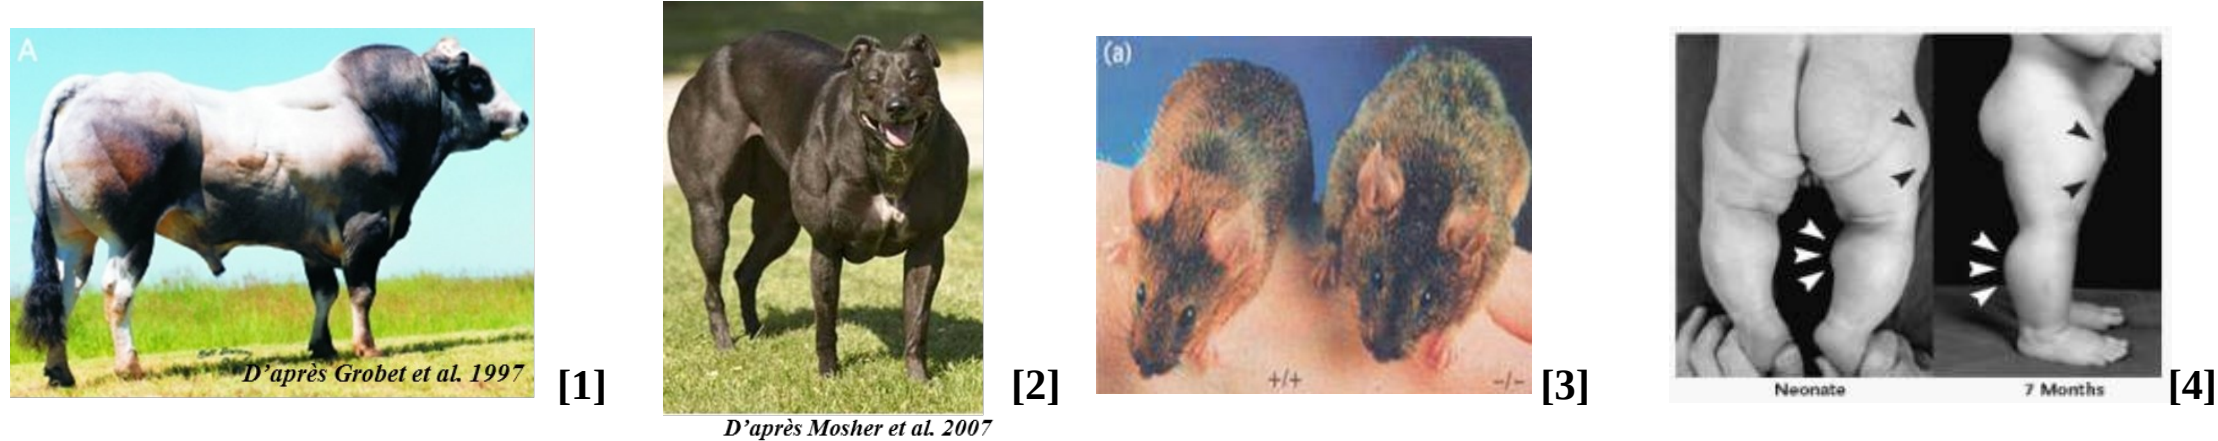 A
D'après Grobet et al. 1997
[1]
D'après Mosher et al. 2007
[2]
(a)
+/+
-/-
[3]
Neonate
7 Months
[4]